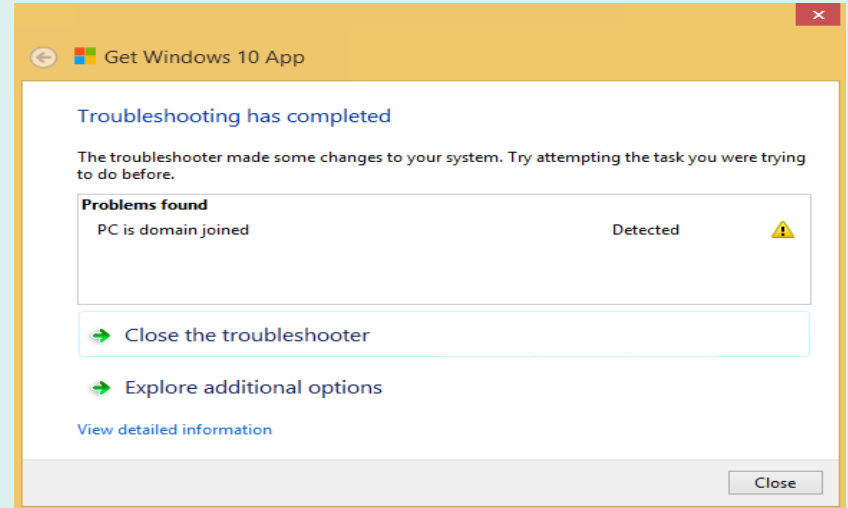 Get Windows 10 App
Troubleshooting has completed
The troubleshooter made some changes to your system. Try attempting the task you were trying
to do before.
Problems found
PC is domain joined Detected
Close the troubleshooter
Explore additional options
View detailed information
Close